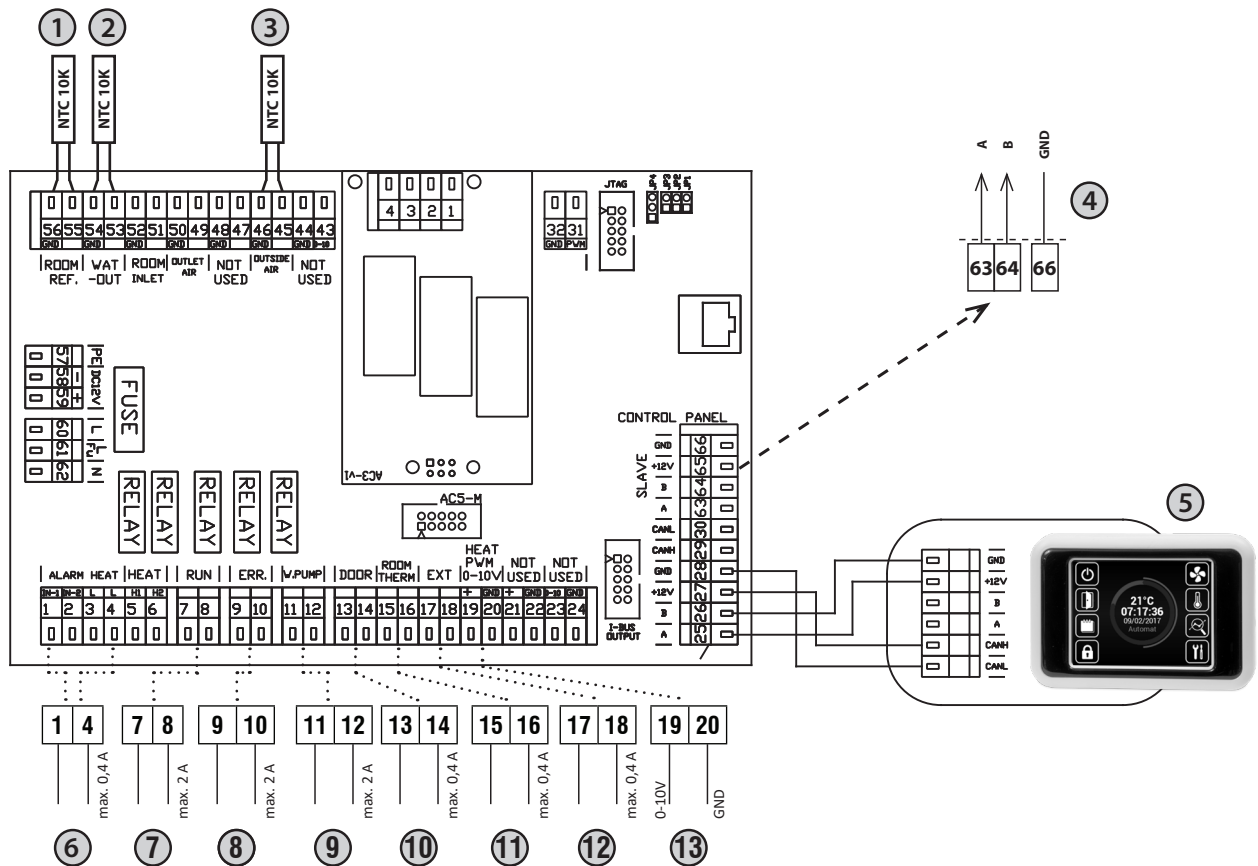 1 2 3
NTC 10K NTC 10K NTC 10K
A B GND
4
63 64 66
4 3 2 1
JTAG
JP4 JP3 JP2 JP1
56 55 54 53 52 51 50 49 48 47 46 45 44 43
GND GND GND GND GND GND GND 0-10
32 31
GND PWM
ROOM REF. WAT -OUT ROOM INLET OUTLET AIR NOT USED OUTSIDE AIR NOT USED
PE DC12V - +
57 58 59
L L F2 N
60 61 62
FUSE
RELAY RELAY RELAY RELAY RELAY
AC3-v1
AC5-M
CONTROL PANEL
SLAVE
GND 66
+12V 65
B 64
A 63
CANL 30
CANH 29
GND 28
+12V 27
B 26
A 25
I-BUS
OUTPUT
ALARM HEAT HEAT RUN ERR. W.PUMP DOOR ROOM THERM EXT HEAT PWM 0-10V NOT USED NOT USED
IN-1 IN-2 L L H1 H2 + GND + GND 0-10 GND
1 2 3 4 5 6 7 8 9 10 11 12 13 14 15 16 17 18 19 20 21 22 23 24
5
GND
+12V
B
A
CANH
CANL
21°C
07:17:36
09/02/2017
Automat
1 4 7 8 9 10 11 12 13 14 15 16 17 18 19 20
max. 0,4 A
max. 2 A
max. 2 A
max. 2 A
max. 0,4 A
max. 0,4 A
max. 0,4 A
0-10V
GND
6 7 8 9 10 11 12 13